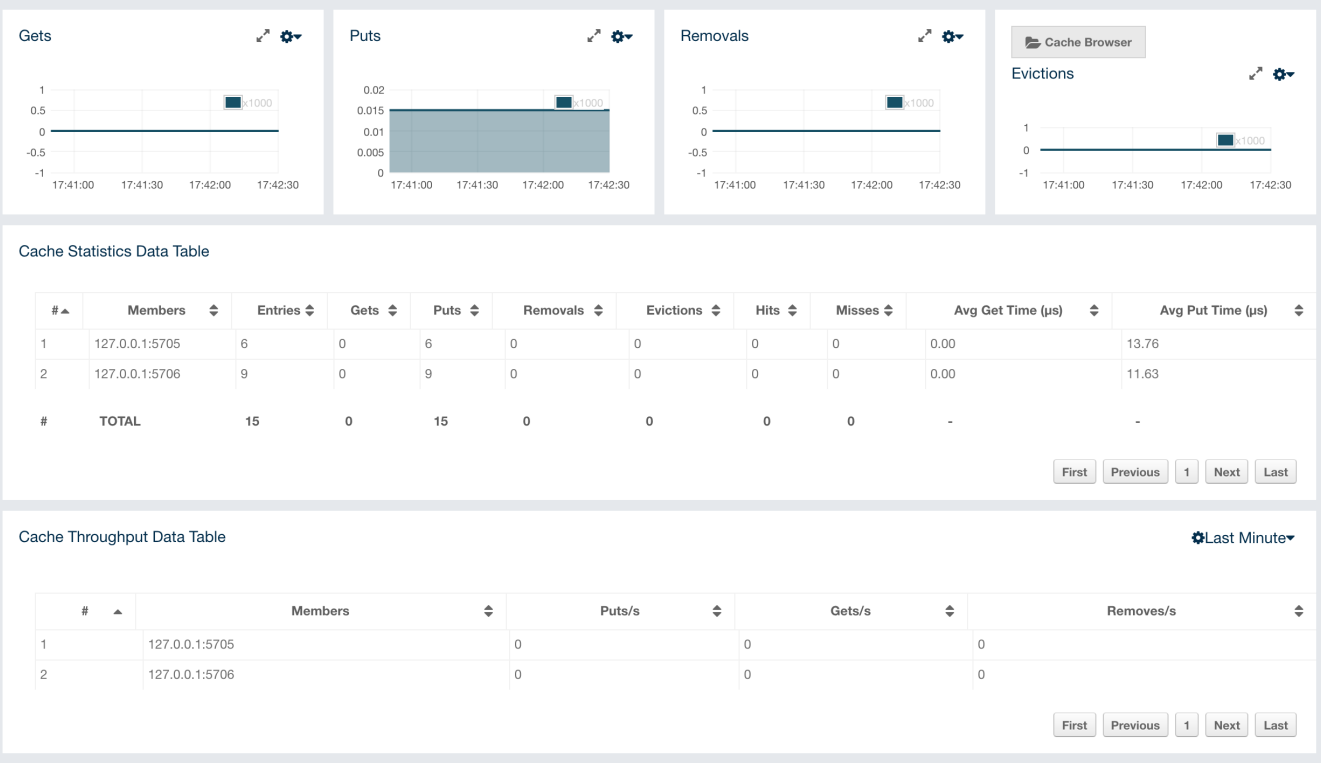 Gets
1
0.5
0
-0.5
-1
x1000
17:41:00 17:41:30 17:42:00 17:42:30
Puts
0.02
0.015
0.01
0.005
0
x1000
17:41:00 17:41:30 17:42:00 17:42:30
Removals
1
0.5
0
-0.5
-1
x1000
17:41:00 17:41:30 17:42:00 17:42:30
Cache Browser
Evictions
1
0
-1
x1000
17:41:00 17:41:30 17:42:00 17:42:30
Cache Statistics Data Table
# Members Entries Gets Puts Removals Evictions Hits Misses Avg Get Time (µs) Avg Put Time (µs)
1 127.0.0.1:5705 6 0 6 0 0 0 0 0.00 13.76
2 127.0.0.1:5706 9 0 9 0 0 0 0 0.00 11.63
# TOTAL 15 0 15 0 0 0 0 - -
First Previous 1 Next Last
Cache Throughput Data Table
Last Minute
# Members Puts/s Gets/s Removes/s
1 127.0.0.1:5705 0 0 0
2 127.0.0.1:5706 0 0 0
First Previous 1 Next Last